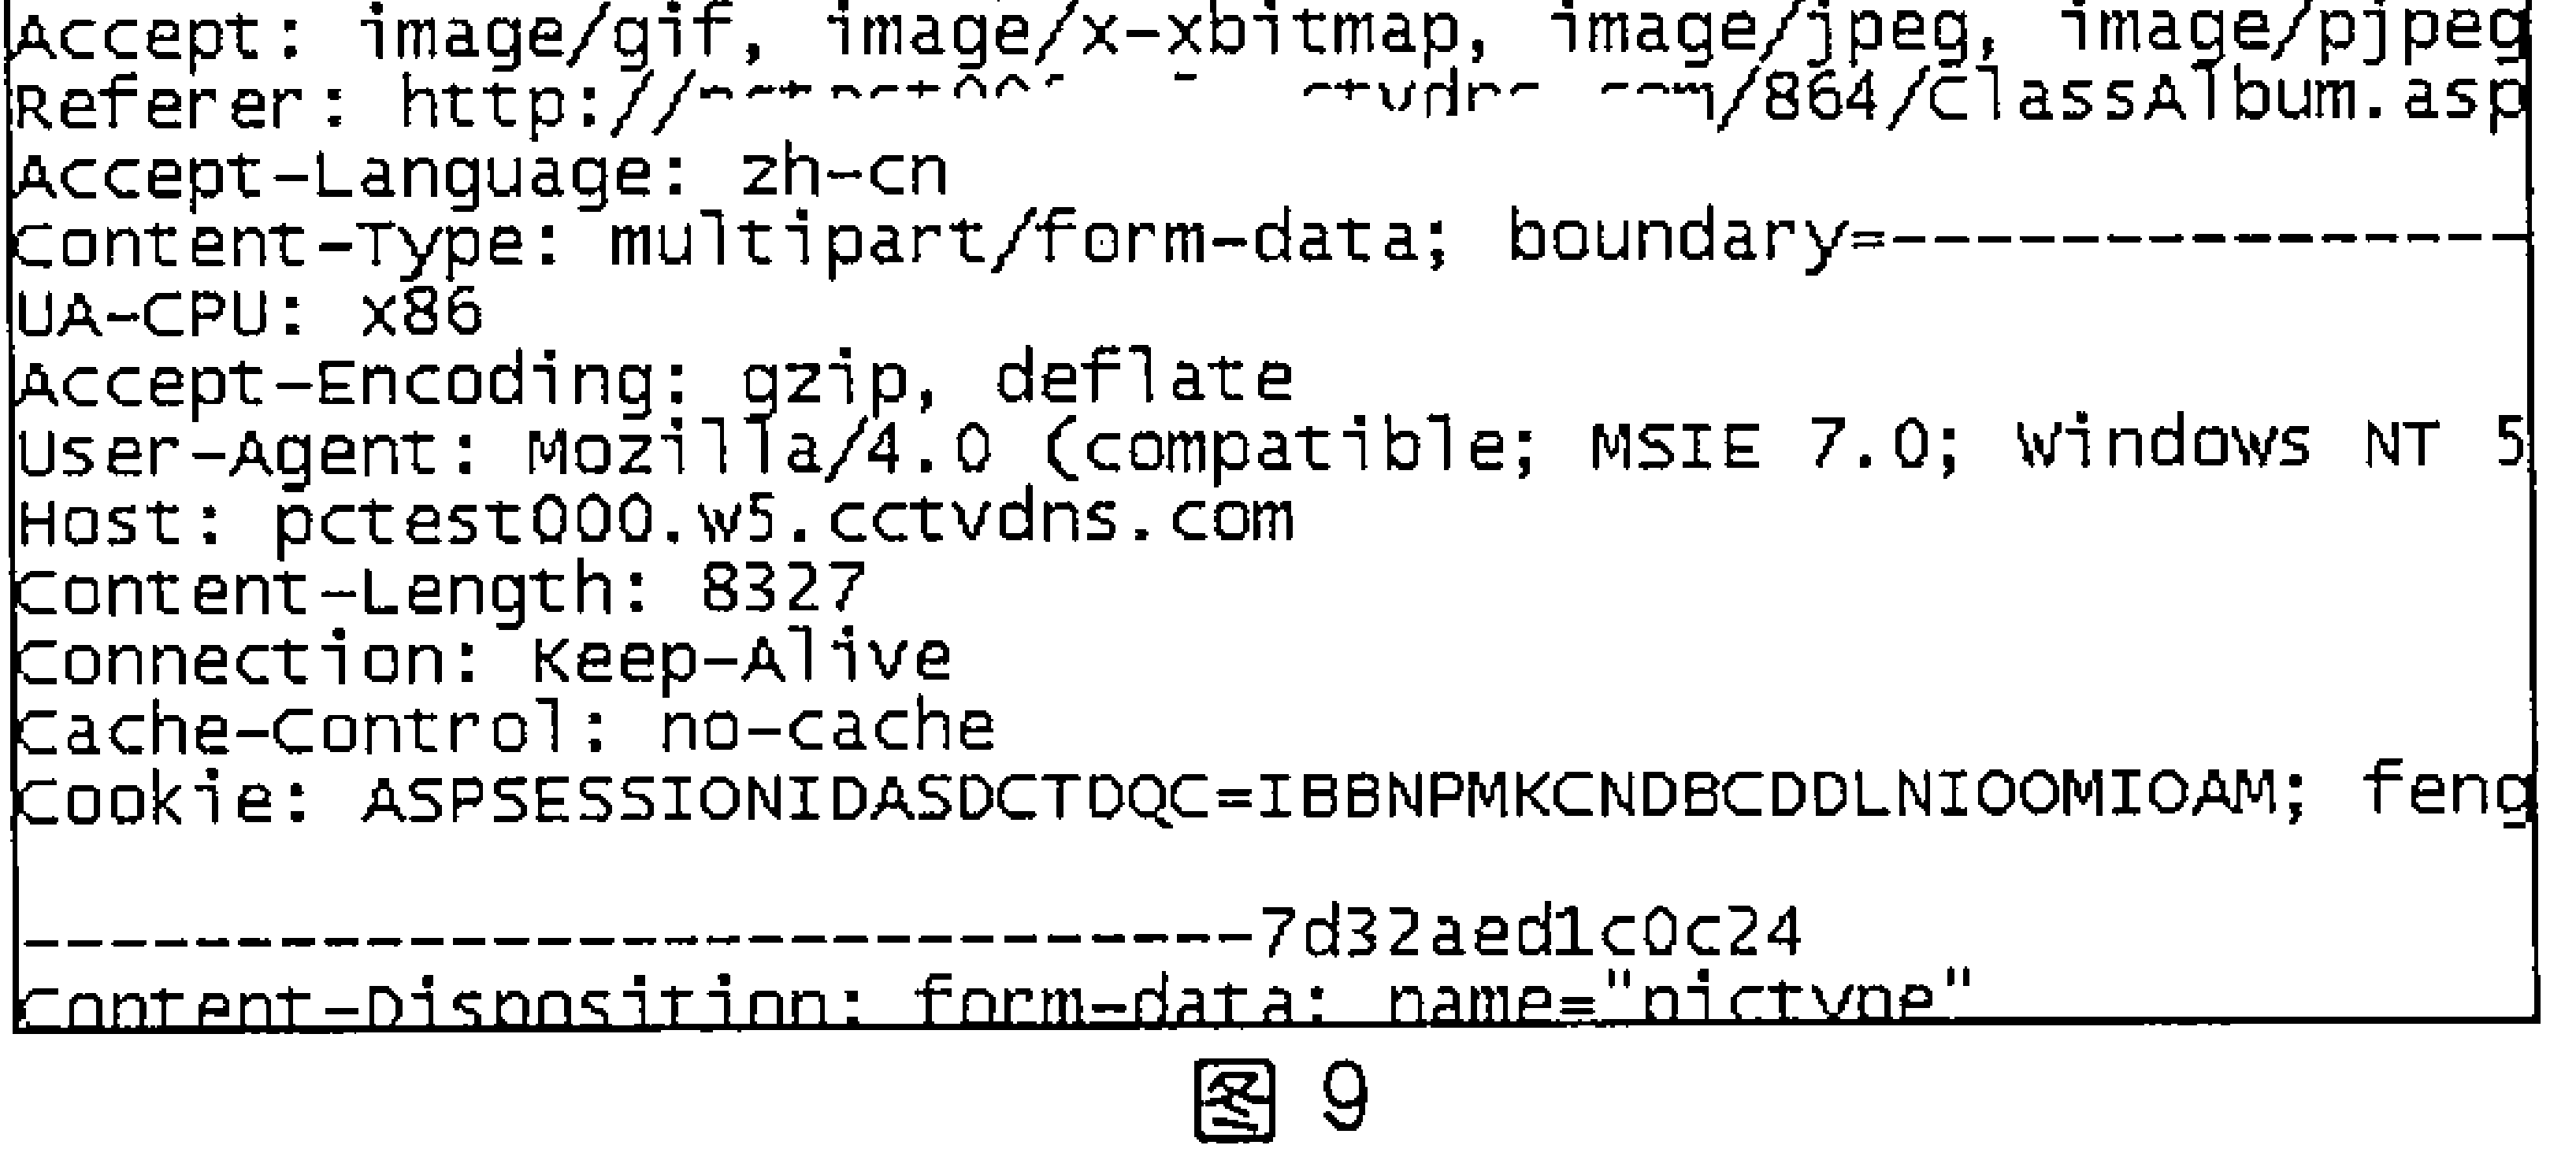 Accept: image/gif, image/x-xbitmap, image/jpeg, image/pjpeg
Referer: http:// /864/ClassAlbum.asp
Accept-Language: zh-cn
Content-Type: multipart/form-data; boundary=---------------
UA-CPU: x86
Accept-Encoding: gzip, deflate
User-Agent: Mozilla/4.0 (compatible; MSIE 7.0; Windows NT 5
Host: pctest000.w5.cctvdns.com
Content-Length: 8327
Connection: Keep-Alive
Cache-Control: no-cache
Cookie: ASPSESSIONIDASDCTDQC=IBBNPMKCNDBCDDLNIOOMIOAM; feng
-----------------------------7d32aed1c0c24
Content-Disposition: form-data; name="pictype"
图 9